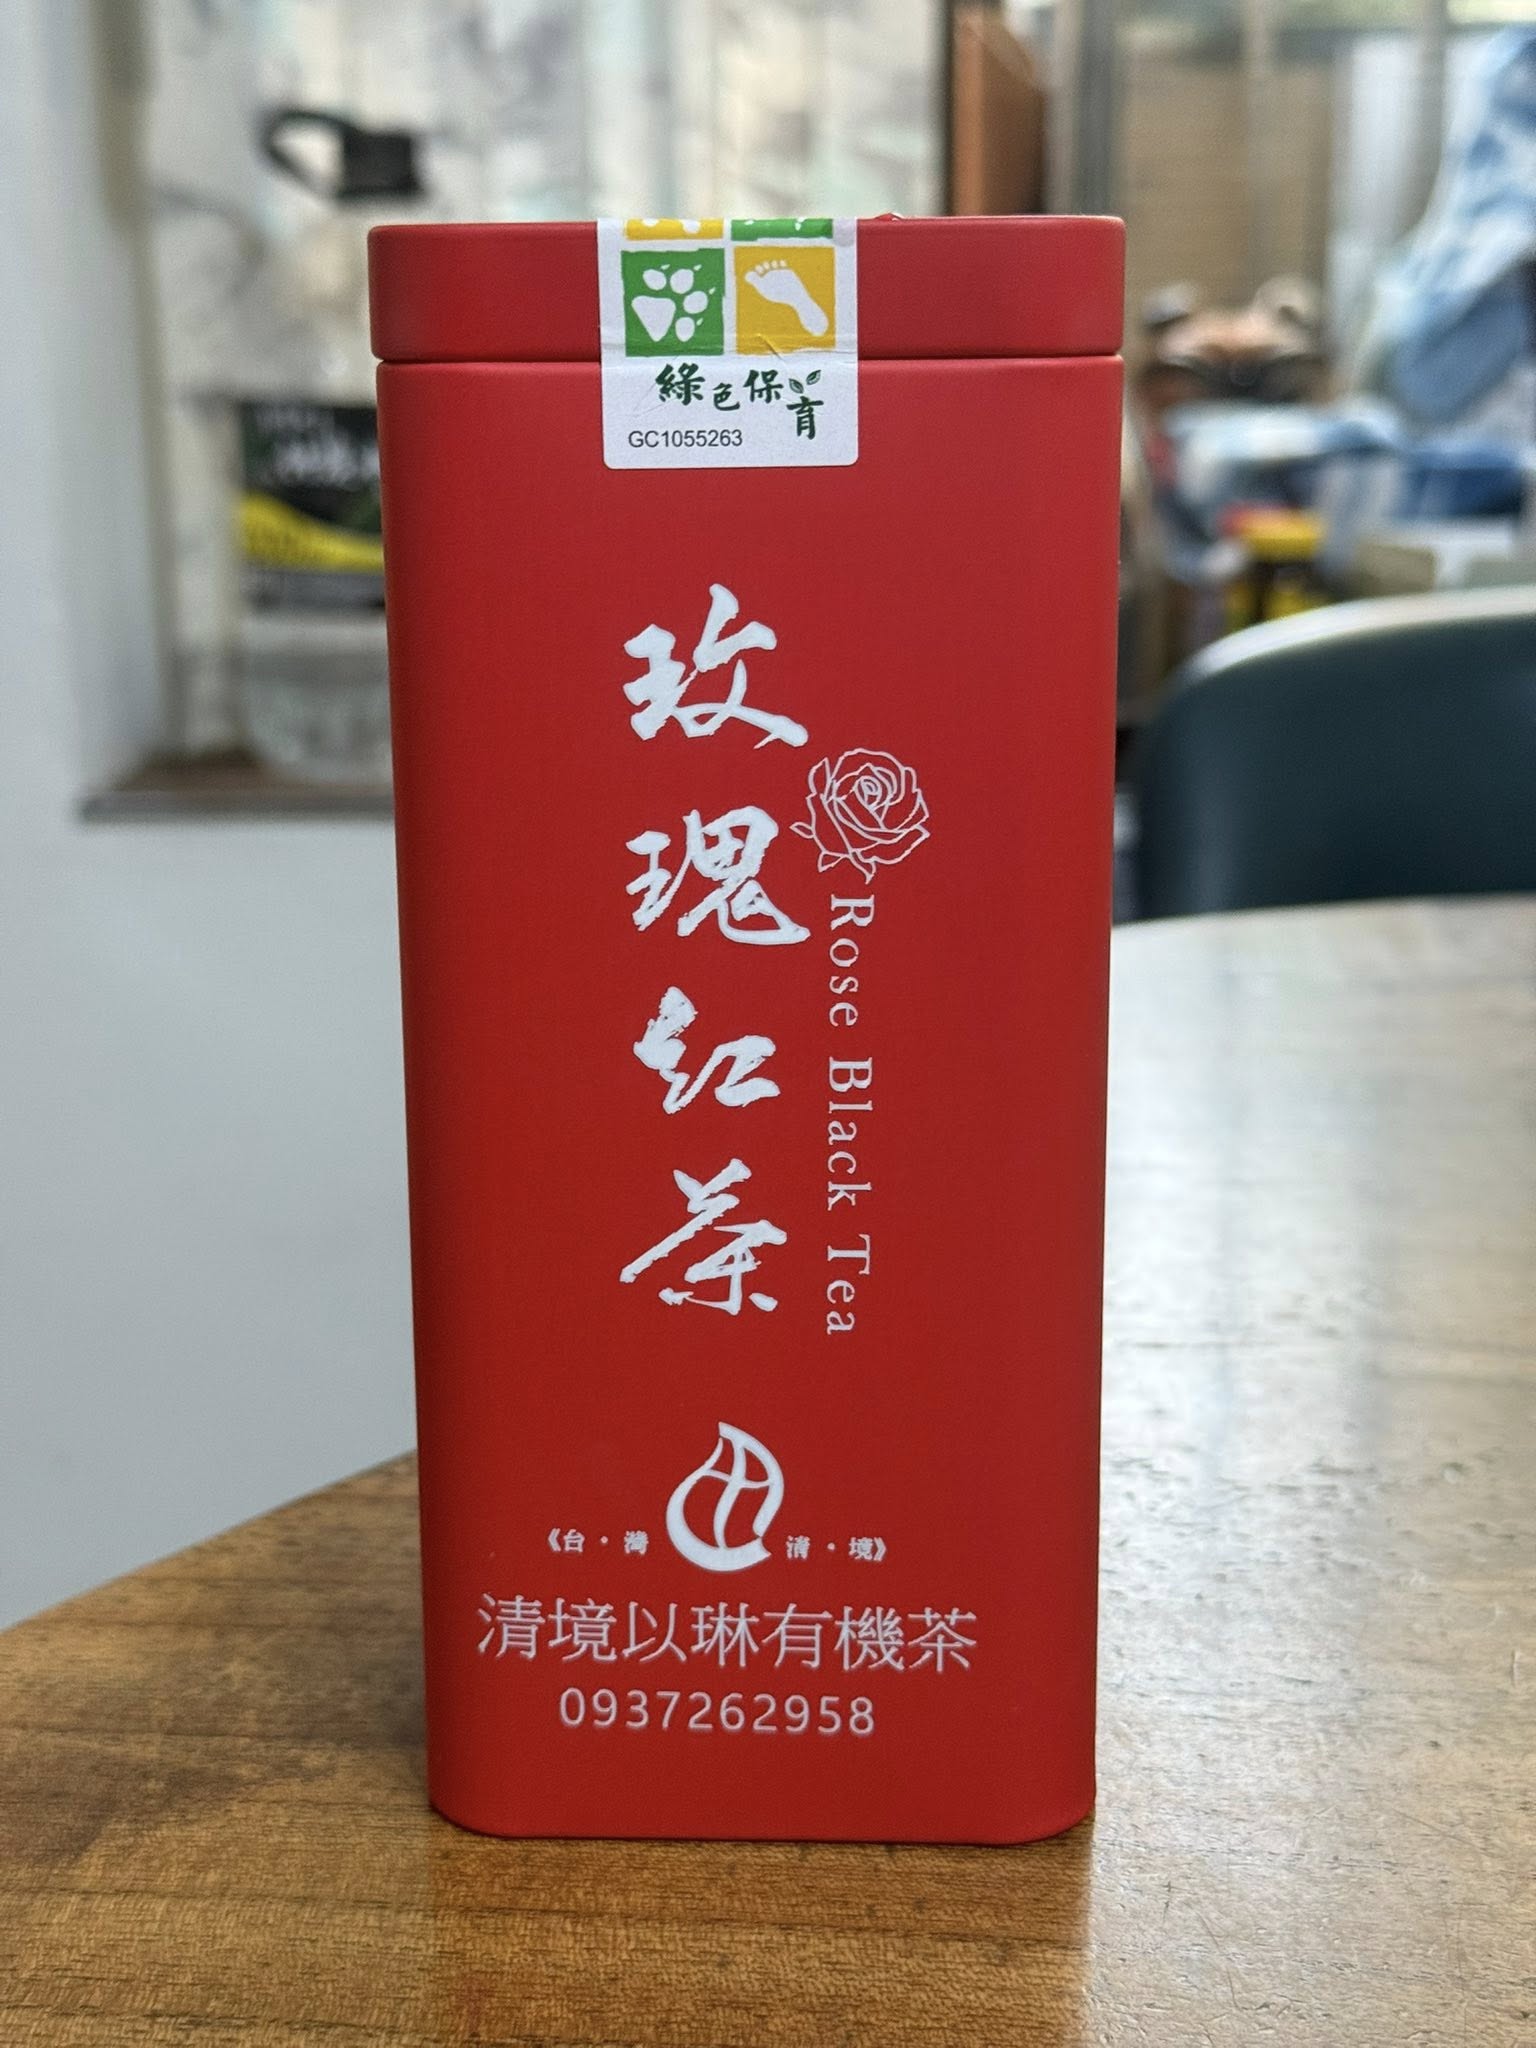 綠色保育
GC1055263
玫瑰紅茶
Rose Black Tea
《台・灣 清・境》
清境以琳有機茶
0937262958